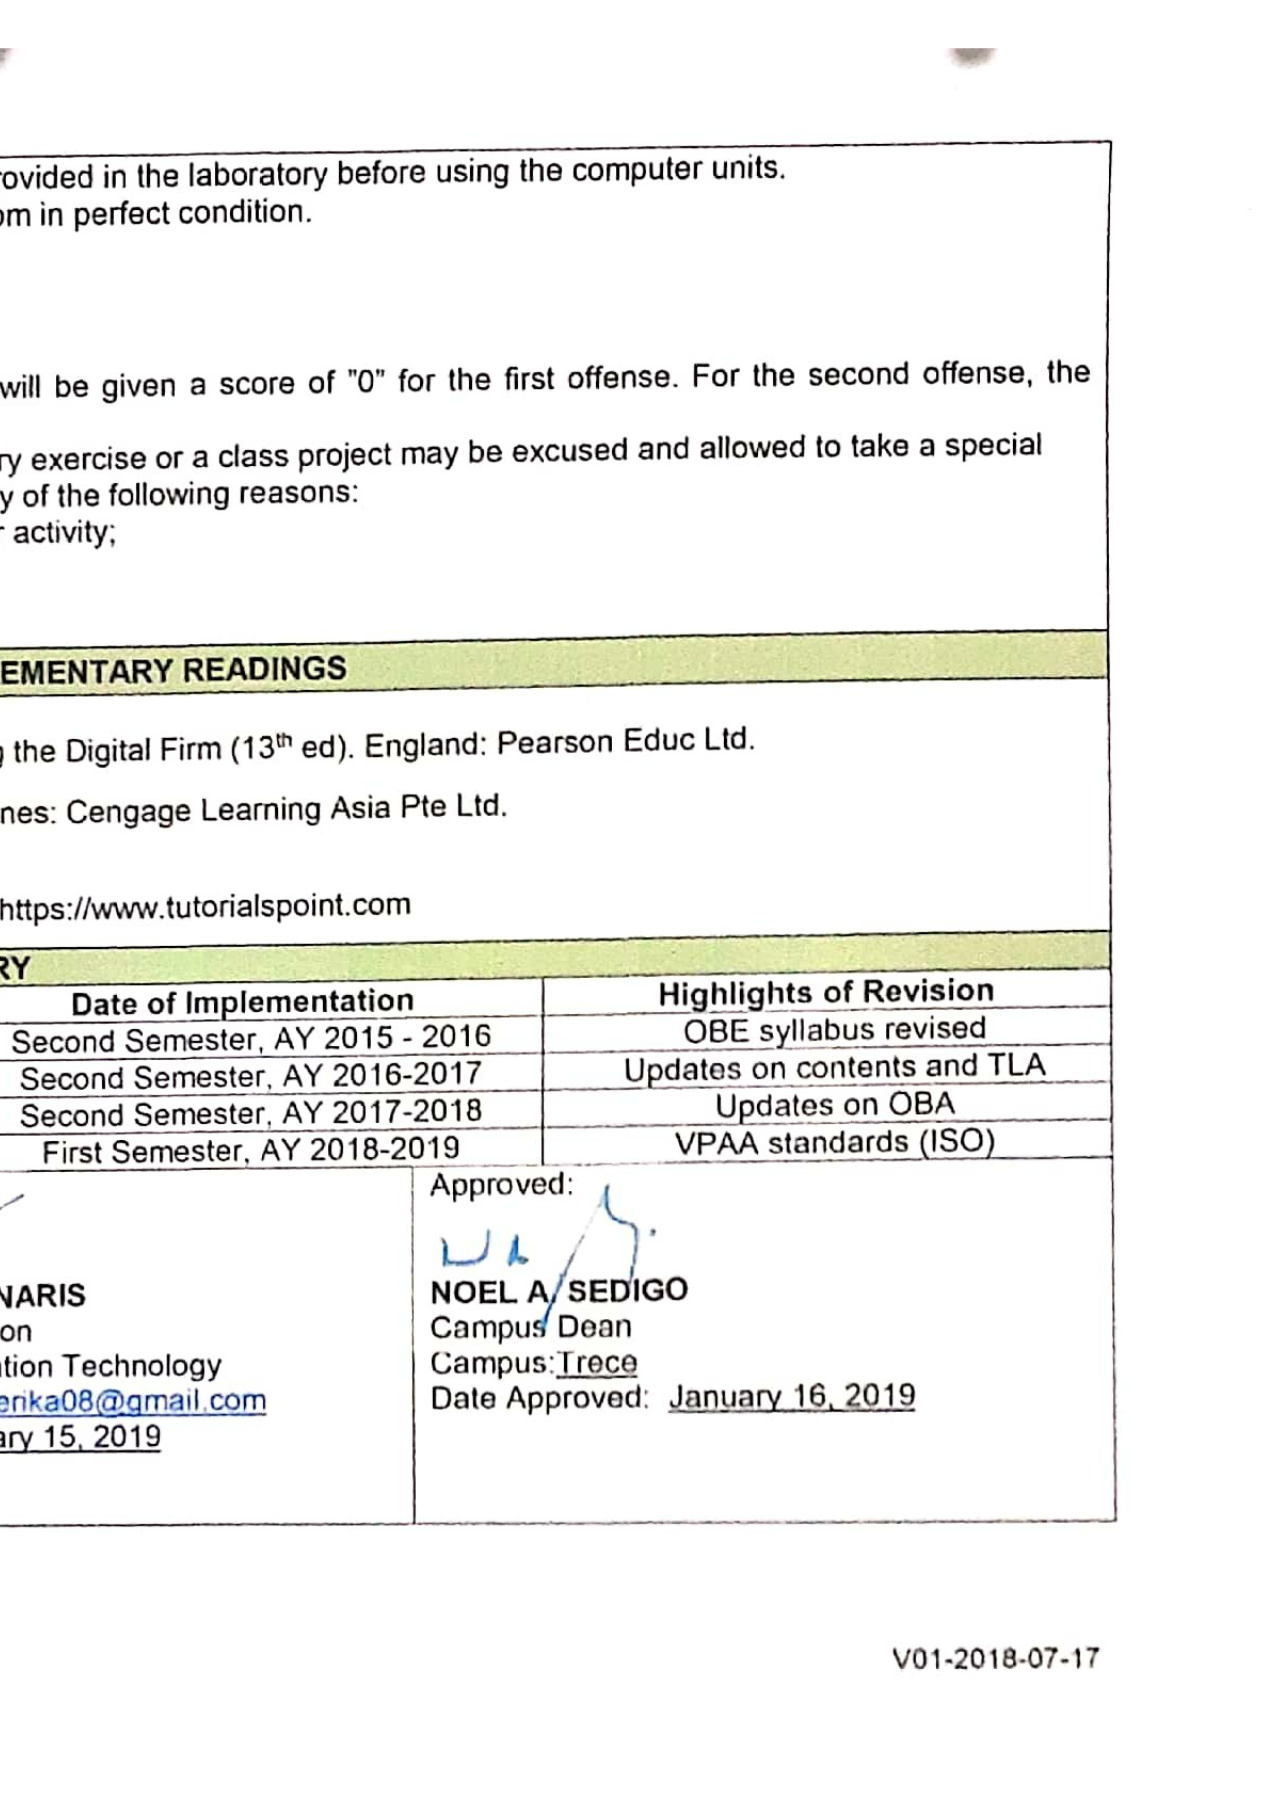 ovided in the laboratory before using the computer units.
om in perfect condition.
will be given a score of "0" for the first offense. For the second offense, the
ry exercise or a class project may be excused and allowed to take a special
y of the following reasons:
r activity;
EMENTARY READINGS
g the Digital Firm (13th ed). England: Pearson Educ Ltd.
nes: Cengage Learning Asia Pte Ltd.
https://www.tutorialspoint.com
RY
Date of Implementation Highlights of Revision
Second Semester, AY 2015 - 2016 OBE syllabus revised
Second Semester, AY 2016-2017 Updates on contents and TLA
Second Semester, AY 2017-2018 Updates on OBA
First Semester, AY 2018-2019 VPAA standards (ISO)
NARIS
on
tion Technology
erika08@gmail.com
ary 15, 2019
Approved:
NOEL A. SEDIGO
Campus Dean
Campus: Trece
Date Approved: January 16, 2019
V01-2018-07-17